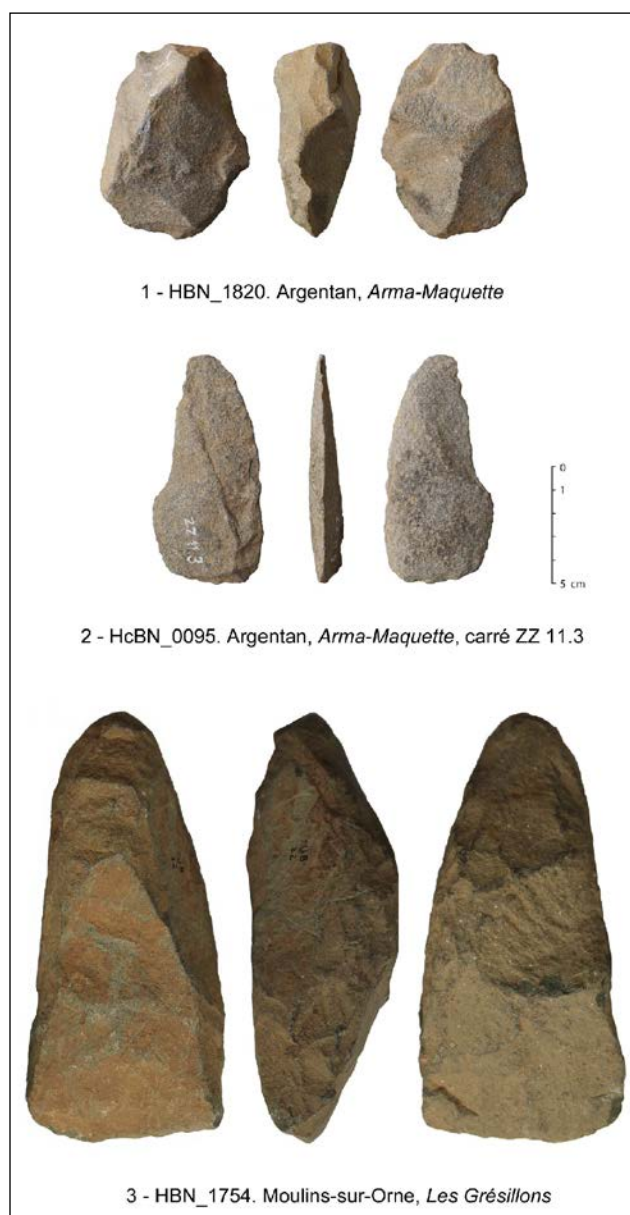 1 - HBN_1820. Argentan, Arma-Maquette
ZZ 11.3
0
1
5 cm
2 - HcBN_0095. Argentan, Arma-Maquette, carré ZZ 11.3
3 - HBN_1754. Moulins-sur-Orne, Les Grésillons